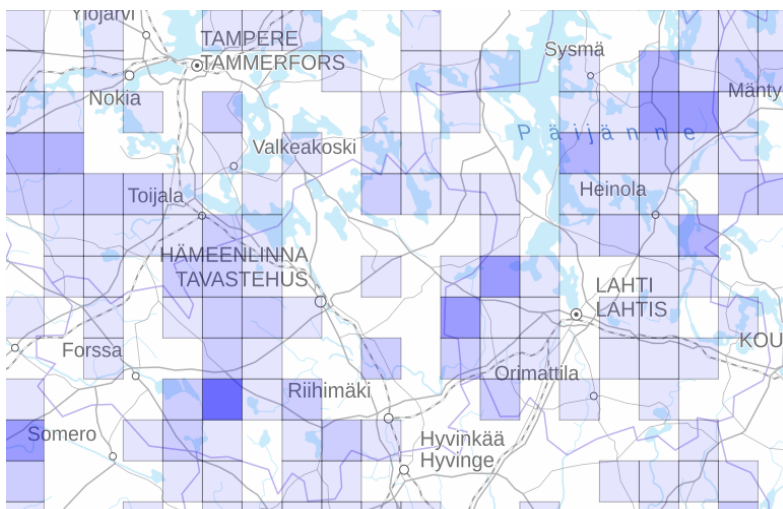 Ylöjärvi
TAMPERE
TAMMERFORS
Sysmä
Nokia
Mänty
Päijänne
Valkeakoski
Toijala
Heinola
HÄMEENLINNA
TAVASTEHUS
LAHTI
LAHTIS
KOU
Forssa
Orimattila
Riihimäki
Somero
Hyvinkää
Hyvinge